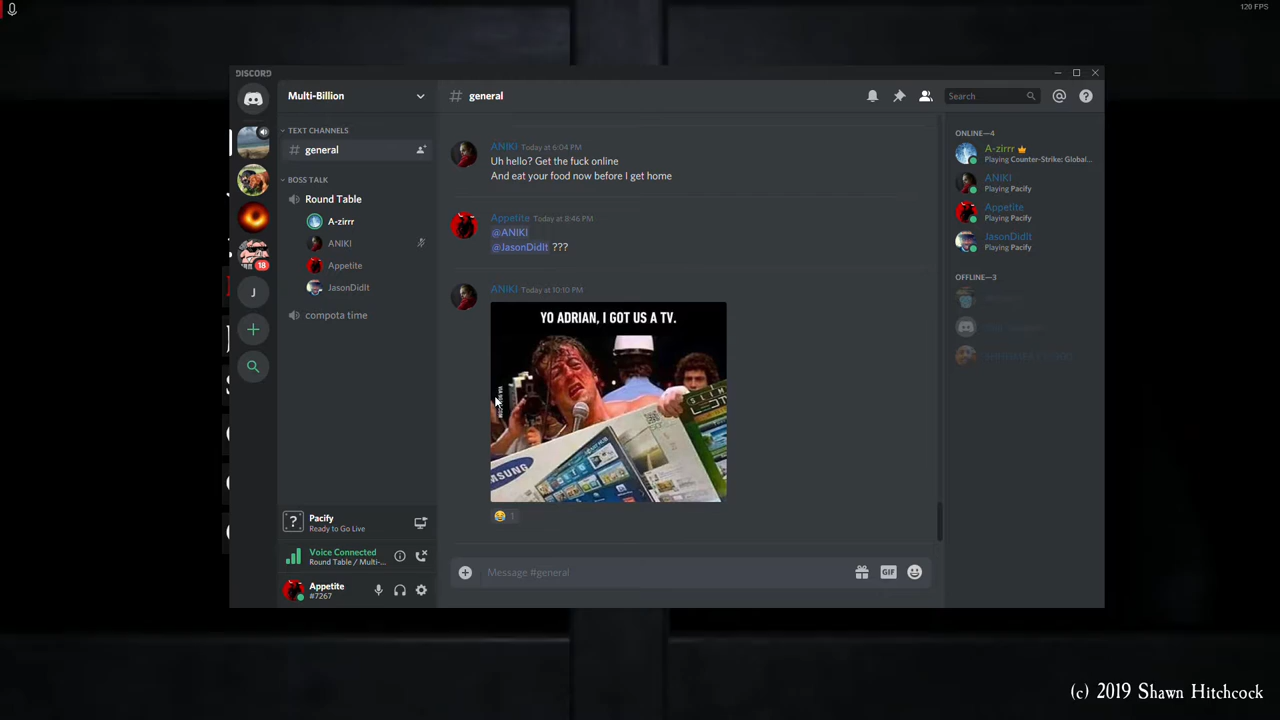 120 FPS
DISCORD
Multi-Billion
TEXT CHANNELS
general
BOSS TALK
Round Table
A-zirrr
ANIKI
Appetite
JasonDidIt
compota time
18
J
Pacify
Ready to Go Live
Voice Connected
Round Table / Multi-...
Appetite
#7267
# general
Search
ANIKI Today at 6:04 PM
Uh hello? Get the fuck online
And eat your food now before I get home
Appetite Today at 8:46 PM
@ANIKI
@JasonDidIt ???
ANIKI Today at 10:10 PM
YO ADRIAN, I GOT US A TV.
SAMSUNG
1
Message #general
GIF
ONLINE—4
A-zirrr
Playing Counter-Strike: Global...
ANIKI
Playing Pacify
Appetite
Playing Pacify
JasonDidIt
Playing Pacify
OFFLINE—3
(c) 2019 Shawn Hitchcock